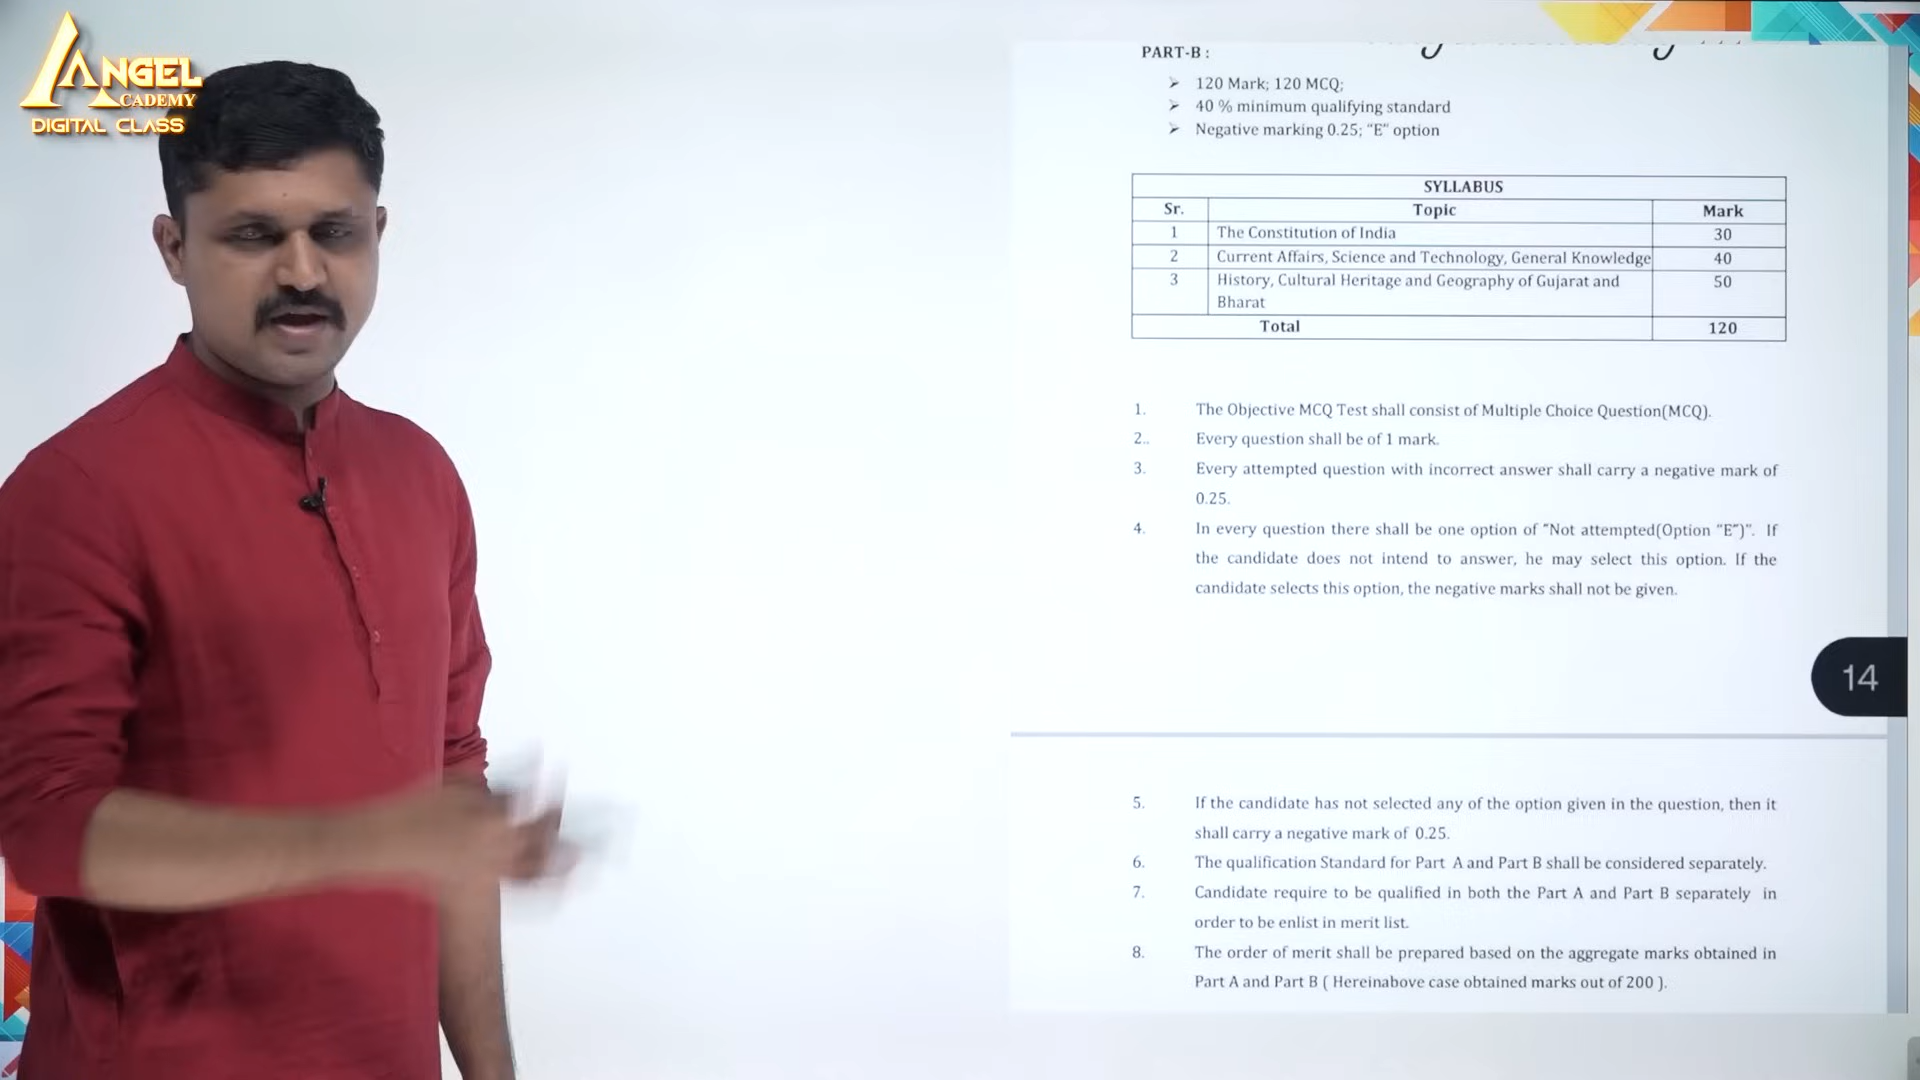 ANGEL
ACADEMY
DIGITAL CLASS
PART-B :
➢ 120 Mark; 120 MCQ;
➢ 40 % minimum qualifying standard
➢ Negative marking 0.25; “E” option
SYLLABUS
Sr. Topic Mark
1 The Constitution of India 30
2 Current Affairs, Science and Technology, General Knowledge 40
3 History, Cultural Heritage and Geography of Gujarat and 50
Bharat
Total 120
1. The Objective MCQ Test shall consist of Multiple Choice Question(MCQ).
2.. Every question shall be of 1 mark.
3. Every attempted question with incorrect answer shall carry a negative mark of
0.25.
4. In every question there shall be one option of “Not attempted(Option “E”)”. If
the candidate does not intend to answer, he may select this option. If the
candidate selects this option, the negative marks shall not be given.
14
5. If the candidate has not selected any of the option given in the question, then it
shall carry a negative mark of 0.25.
6. The qualification Standard for Part A and Part B shall be considered separately.
7. Candidate require to be qualified in both the Part A and Part B separately in
order to be enlist in merit list.
8. The order of merit shall be prepared based on the aggregate marks obtained in
Part A and Part B ( Hereinabove case obtained marks out of 200 ).